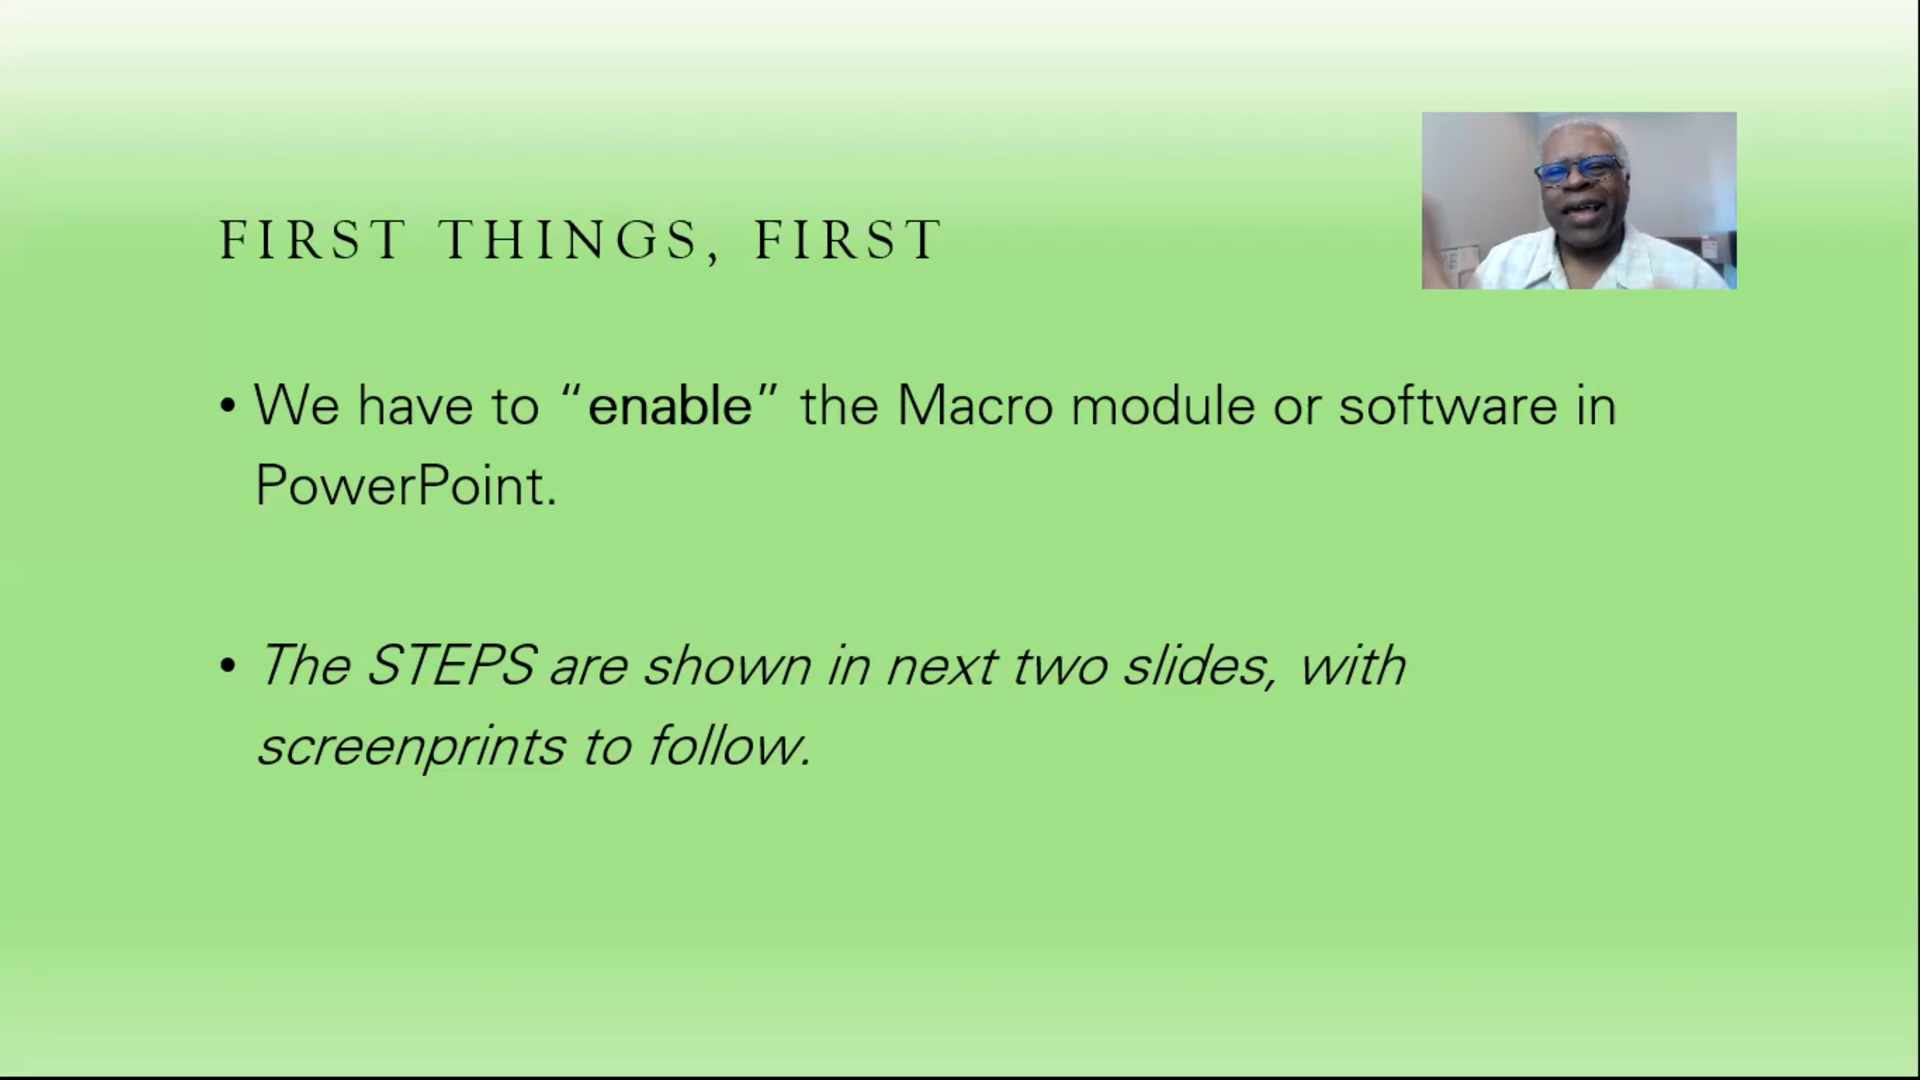 FIRST THINGS, FIRST
• We have to “enable” the Macro module or software in
PowerPoint.
• The STEPS are shown in next two slides, with
screenprints to follow.